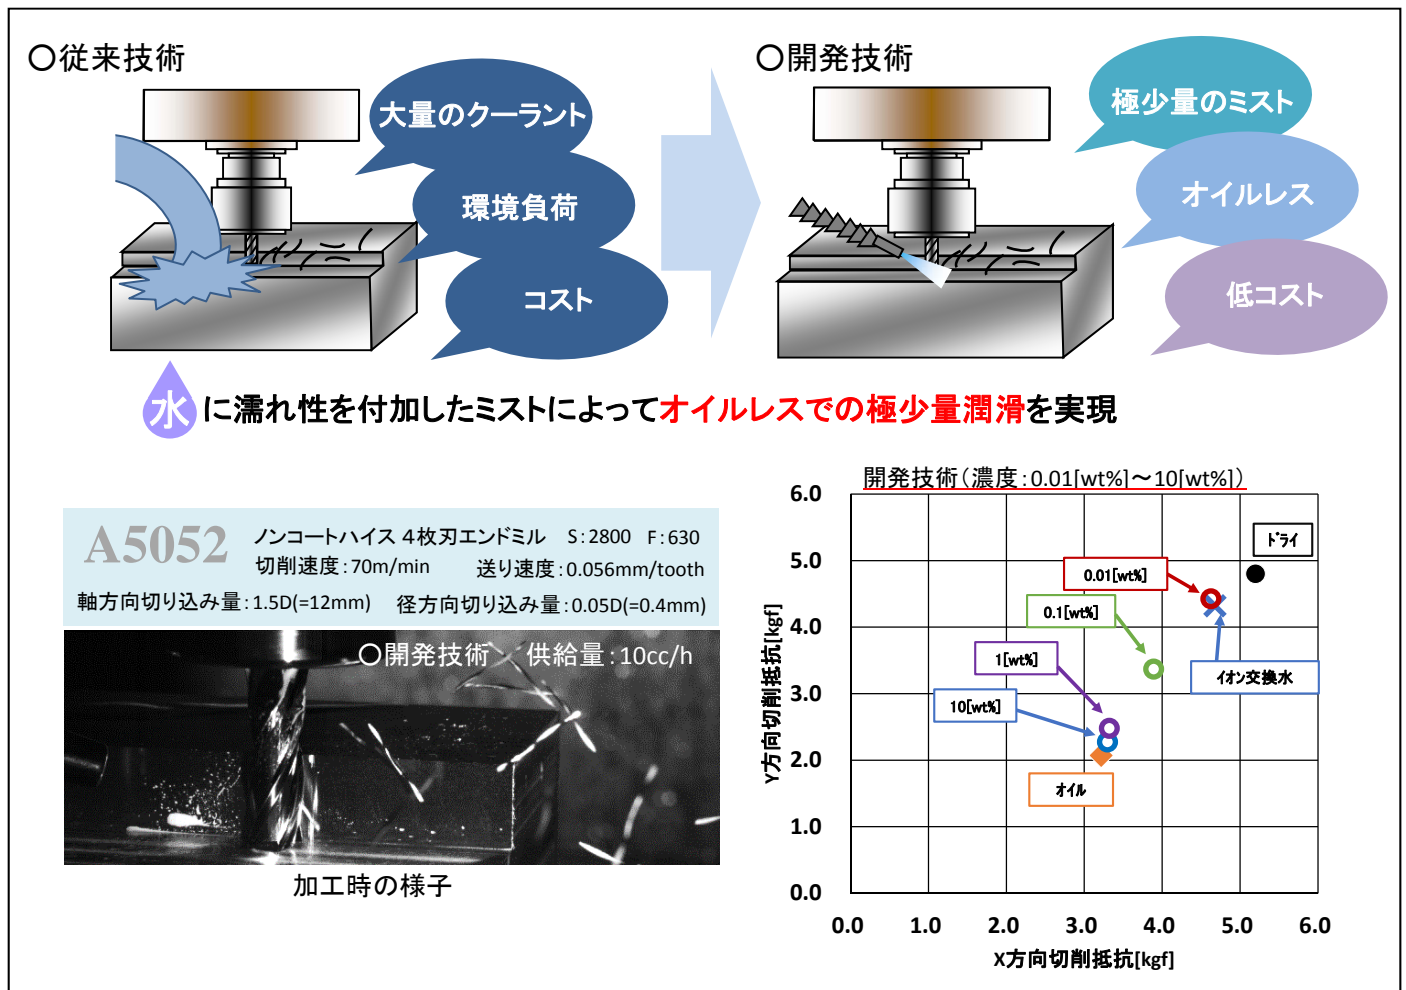 〇従来技術
大量のクーラント
環境負荷
コスト
〇開発技術
極少量のミスト
オイルレス
低コスト
水に濡れ性を付加したミストによってオイルレスでの極少量潤滑を実現
A5052
ノンコートハイス 4枚刃エンドミル S:2800 F:630
切削速度:70m/min 送り速度:0.056mm/tooth
軸方向切り込み量:1.5D(=12mm) 径方向切り込み量:0.05D(=0.4mm)
〇開発技術 供給量:10cc/h
加工時の様子
開発技術(濃度:0.01[wt%]～10[wt%])
Y方向切削抵抗[kgf]
6.0
5.0
4.0
3.0
2.0
1.0
0.0
ﾄﾞﾗｲ
0.01[wt%]
0.1[wt%]
1[wt%]
ｲｵﾝ交換水
10[wt%]
ｵｲﾙ
0.0 1.0 2.0 3.0 4.0 5.0 6.0
X方向切削抵抗[kgf]